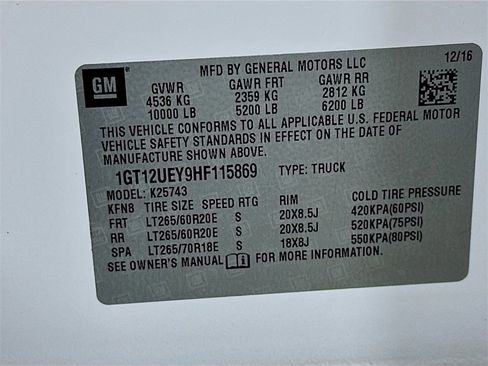 GM
MFD BY GENERAL MOTORS LLC 12/16
GVWR GAWR FRT GAWR RR
4536 KG 2359 KG 2812 KG
10000 LB 5200 LB 6200 LB
THIS VEHICLE CONFORMS TO ALL APPLICABLE U.S. FEDERAL MOTOR
VEHICLE SAFETY STANDARDS IN EFFECT ON THE DATE OF
MANUFACTURE SHOWN ABOVE.
1GT12UEY9HF115869 TYPE: TRUCK
MODEL: K25743
KFN8 TIRE SIZE SPEED RTG RIM COLD TIRE PRESSURE
FRT LT265/60R20E S 20X8.5J 420KPA(60PSI)
RR LT265/60R20E S 20X8.5J 520KPA(75PSI)
SPA LT265/70R18E S 18X8J 550KPA(80PSI)
SEE OWNER'S MANUAL FOR MORE INFORMATION.